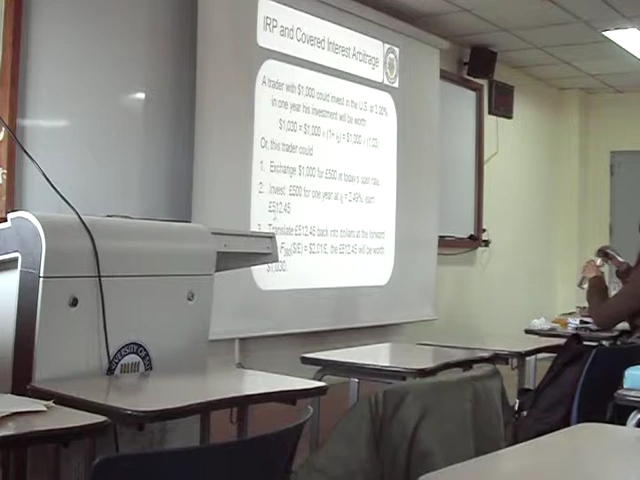 IRP and Covered Interest Arbitrage
A trader with $1,000 could invest in the U.S. at 3.00%
in one year his investment will be worth
$1,030 = $1,000 × (1+ i$) = $1,000 × (1.03)
Or, this trader could
1. Exchange $1,000 for £500 at today's spot rate
2. Invest £500 for one year at i£ = 2.49%; earn
£512.45
3. Translate £512.45 back into dollars at the forward
F360($/£) = $2.01/£, the £512.45 will be worth
$1,030.
UNIVERSITY OF